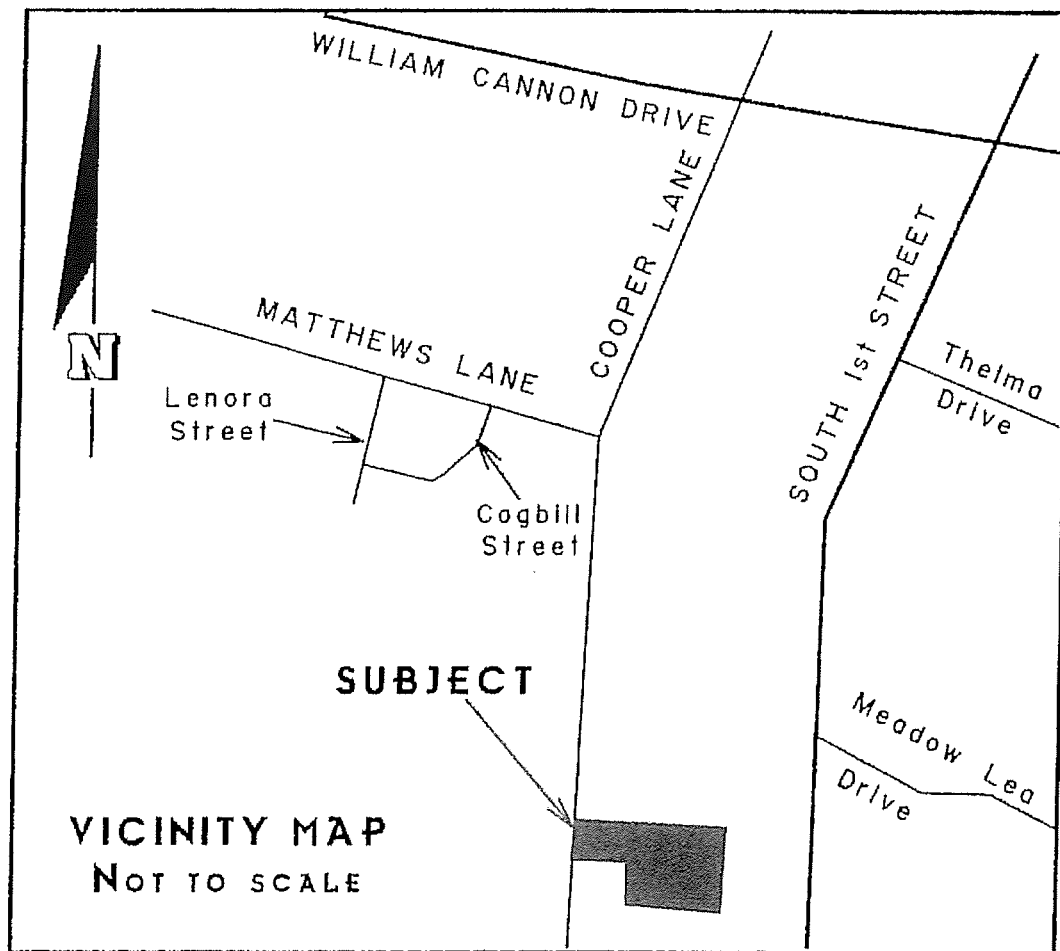 WILLIAM CANNON DRIVE
COOPER LANE
SOUTH 1st STREET
MATTHEWS LANE
Thelma
Drive
N
Lenora
Street
Cogbill
Street
SUBJECT
Meadow Lea
Drive
VICINITY MAP
NOT TO SCALE